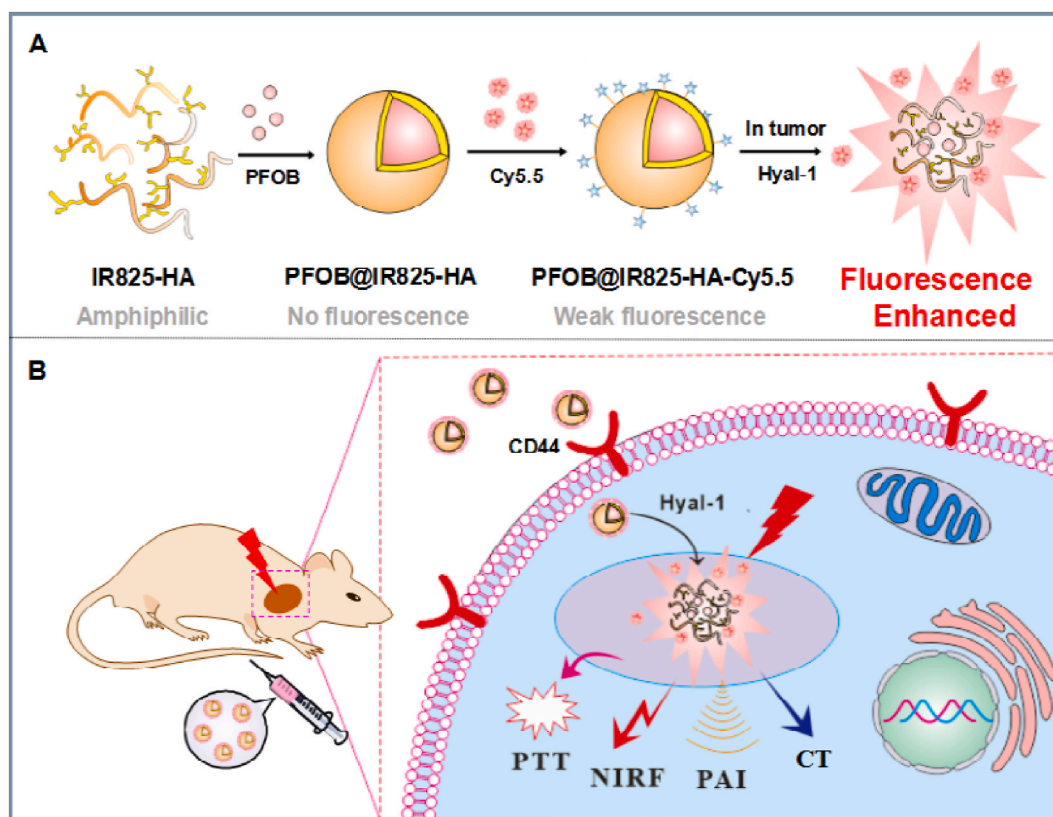 A
PFOB
Cy5.5
In tumor
Hyal-1
IR825-HA
PFOB@IR825-HA
PFOB@IR825-HA-Cy5.5
Fluorescence
Enhanced
Amphiphilic
No fluorescence
Weak fluorescence
B
CD44
Hyal-1
PTT
NIRF
PAI
CT